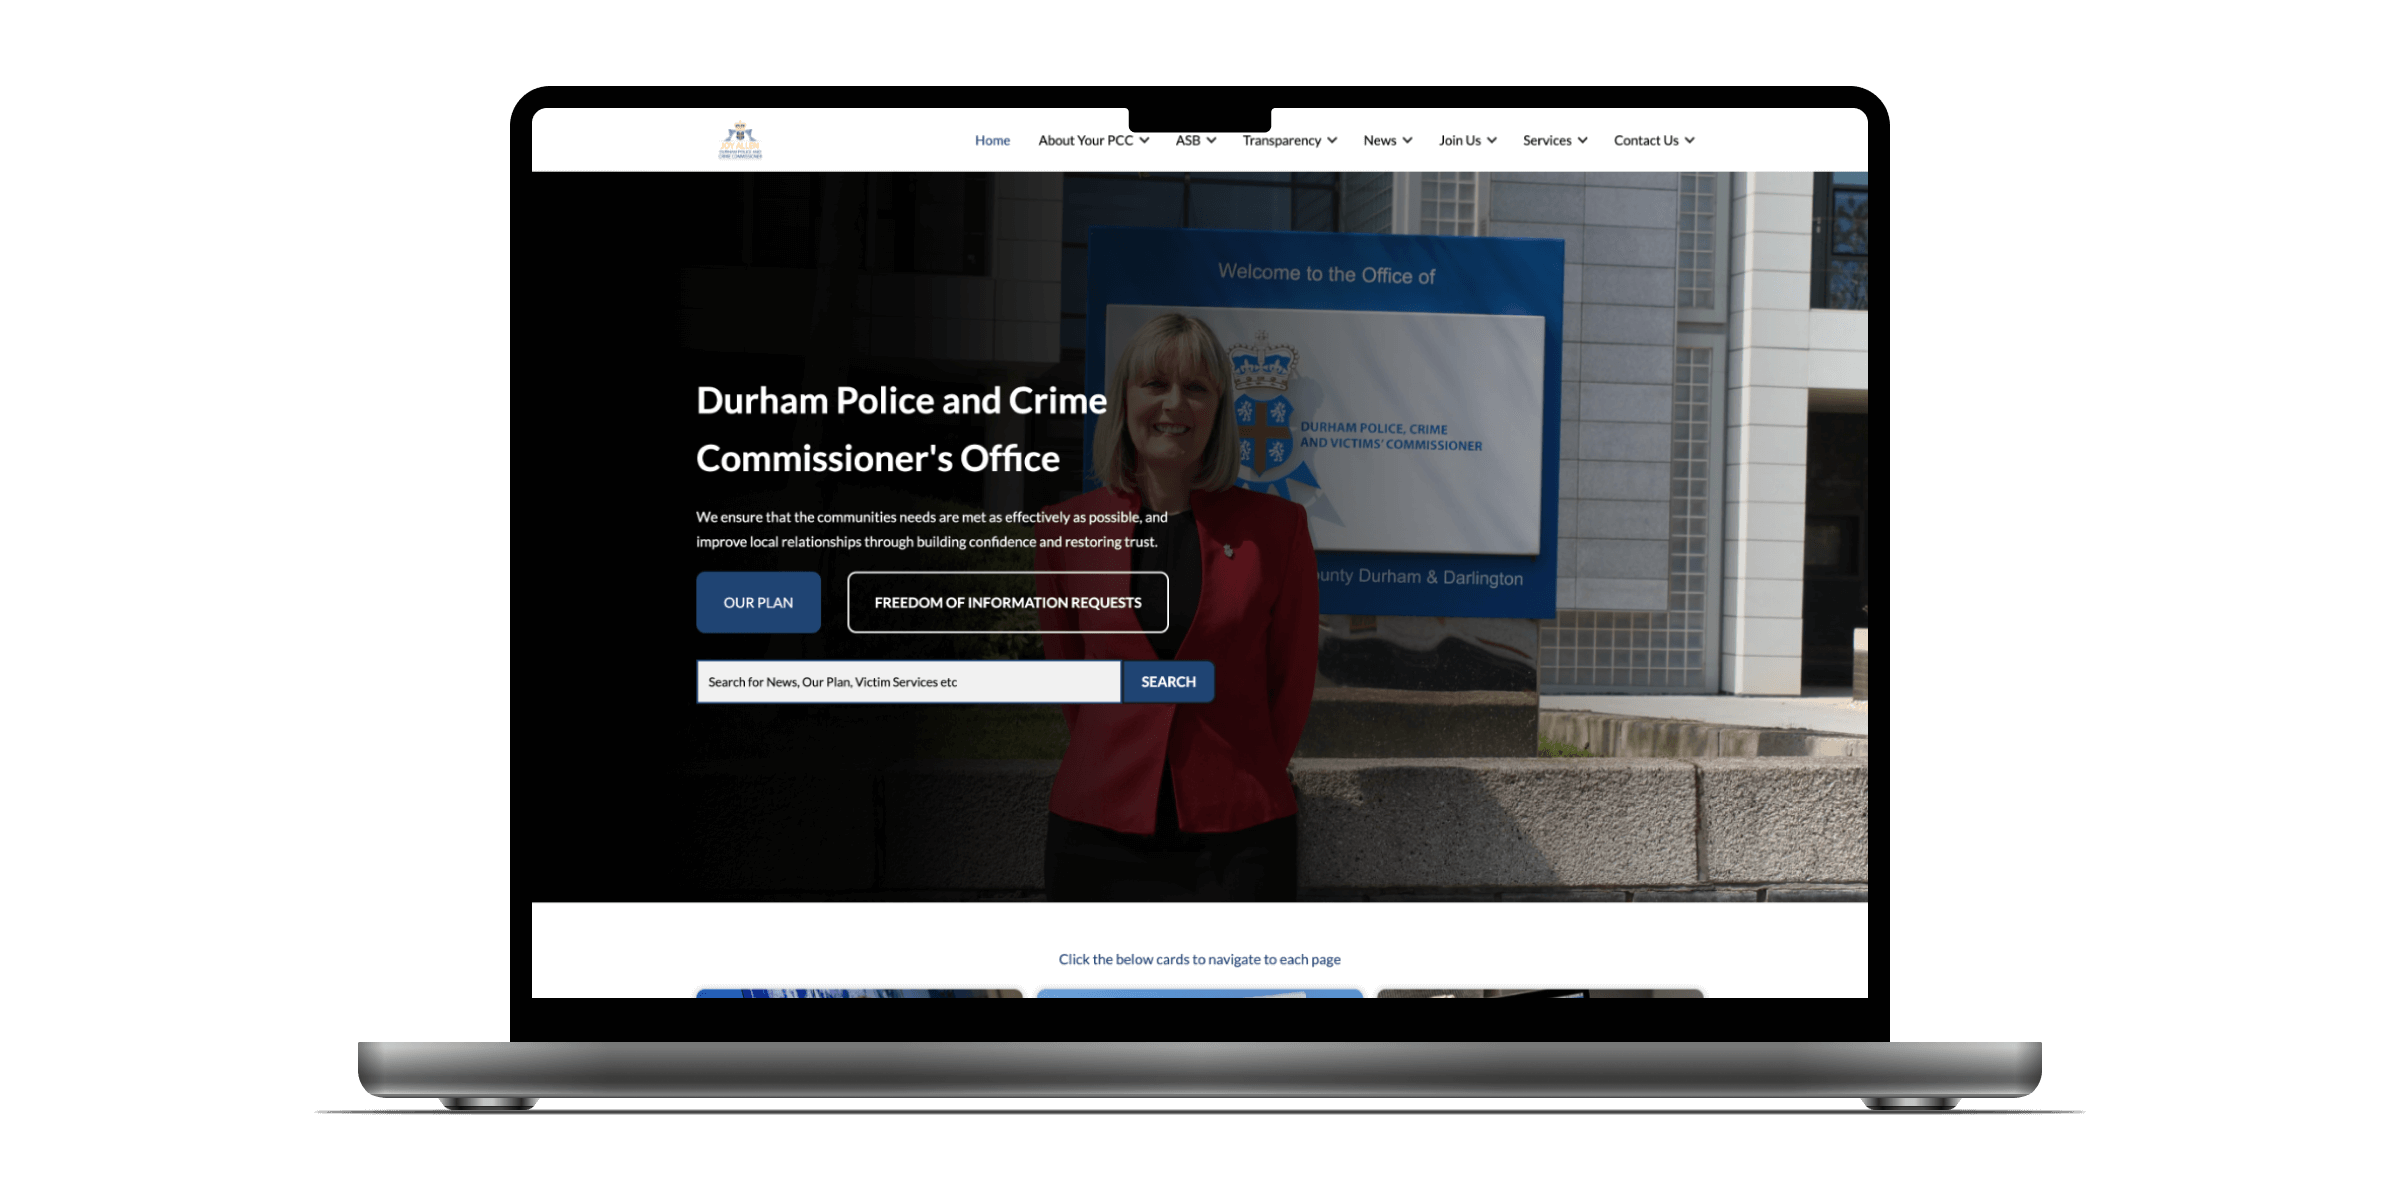 JOY ALLEN
DURHAM POLICE AND
CRIME COMMISSIONER
Home
About Your PCC
ASB
Transparency
News
Join Us
Services
Contact Us
Welcome to the Office of
DURHAM POLICE, CRIME
AND VICTIMS' COMMISSIONER
ounty Durham & Darlington
Durham Police and Crime
Commissioner's Office
We ensure that the communities needs are met as effectively as possible, and
improve local relationships through building confidence and restoring trust.
OUR PLAN
FREEDOM OF INFORMATION REQUESTS
Search for News, Our Plan, Victim Services etc
SEARCH
Click the below cards to navigate to each page